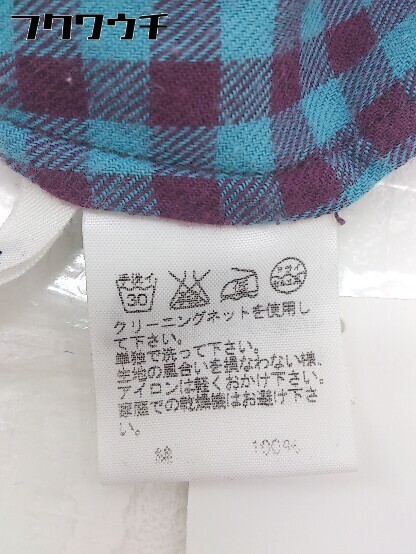 フクワウチ
手洗イ
30
クリーニングネットを使用し
て下さい。
単独で洗って下さい。
生地の風合いを損なわない様、
アイロンは軽くおかけ下さい。
家庭での乾燥機はお避け下さ
い。
綿 100%